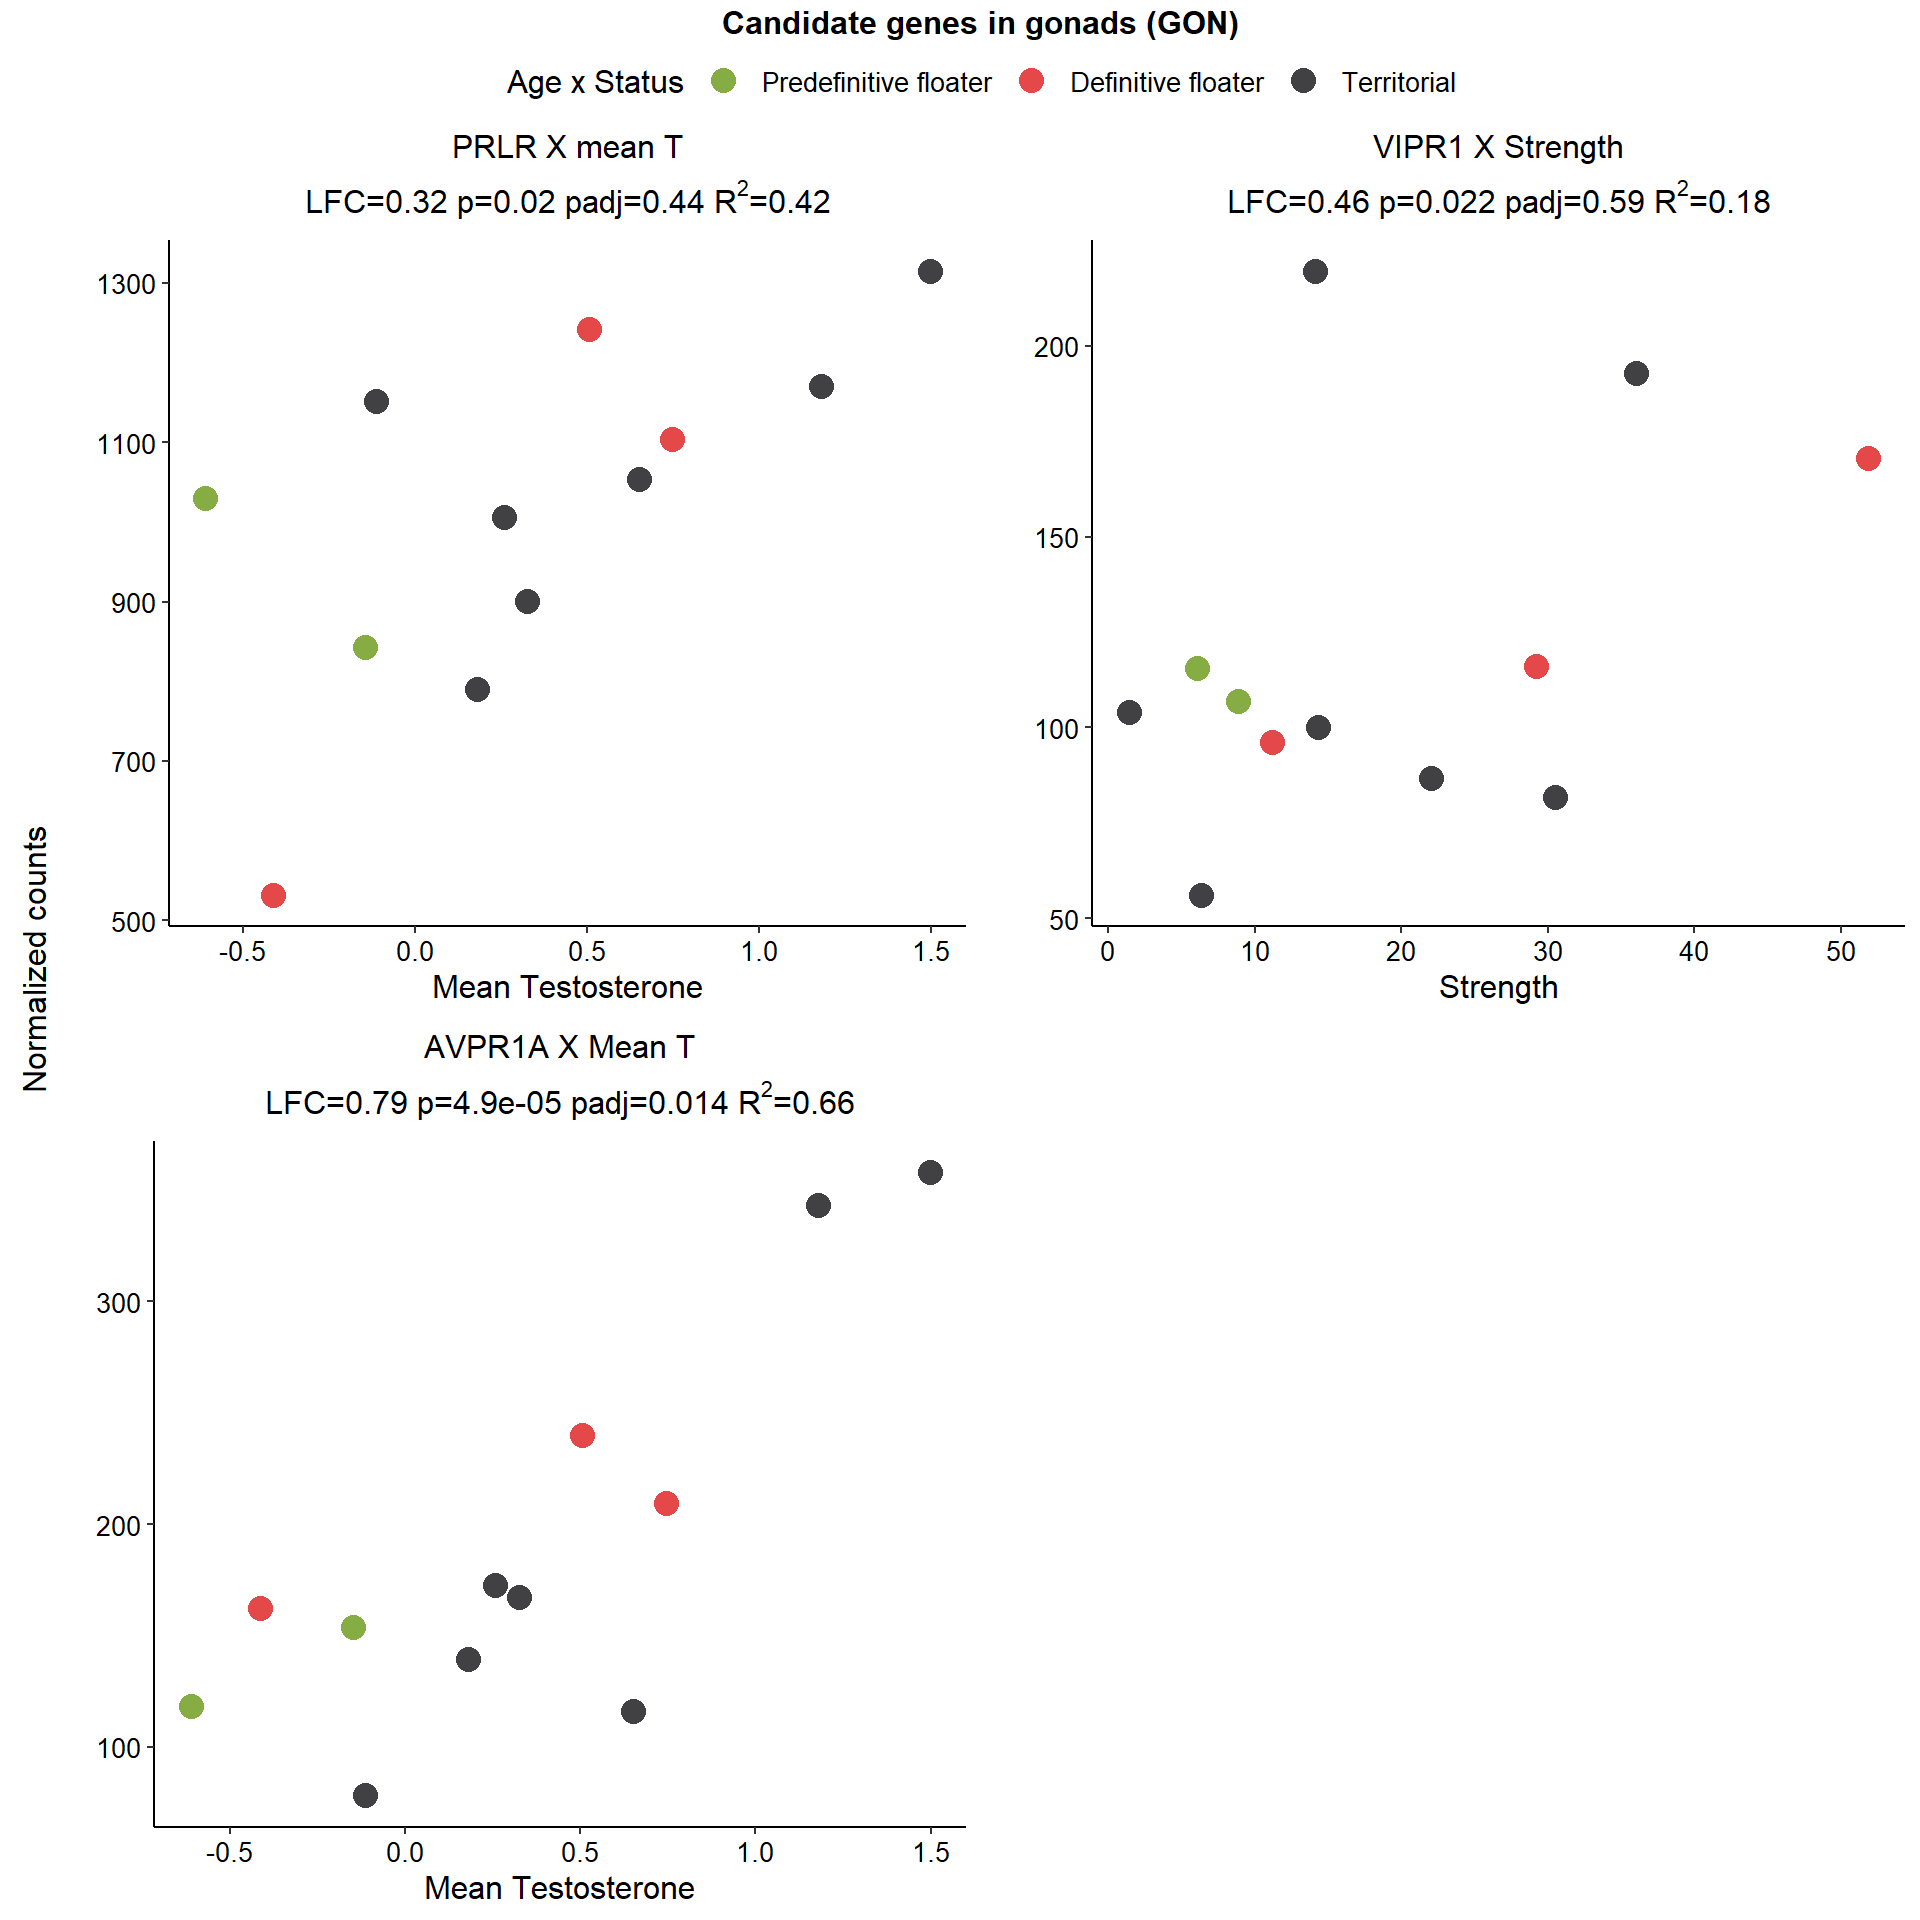 Candidate genes in gonads (GON)
Age x Status Predefinitive floater Definitive floater Territorial
PRLR X mean T
LFC=0.32 p=0.02 padj=0.44 R²=0.42
1300
1100
900
700
500
-0.5 0.0 0.5 1.0 1.5
Mean Testosterone
VIPR1 X Strength
LFC=0.46 p=0.022 padj=0.59 R²=0.18
200
150
100
50
0 10 20 30 40 50
Strength
Normalized counts
AVPR1A X Mean T
LFC=0.79 p=4.9e-05 padj=0.014 R²=0.66
300
200
100
-0.5 0.0 0.5 1.0 1.5
Mean Testosterone